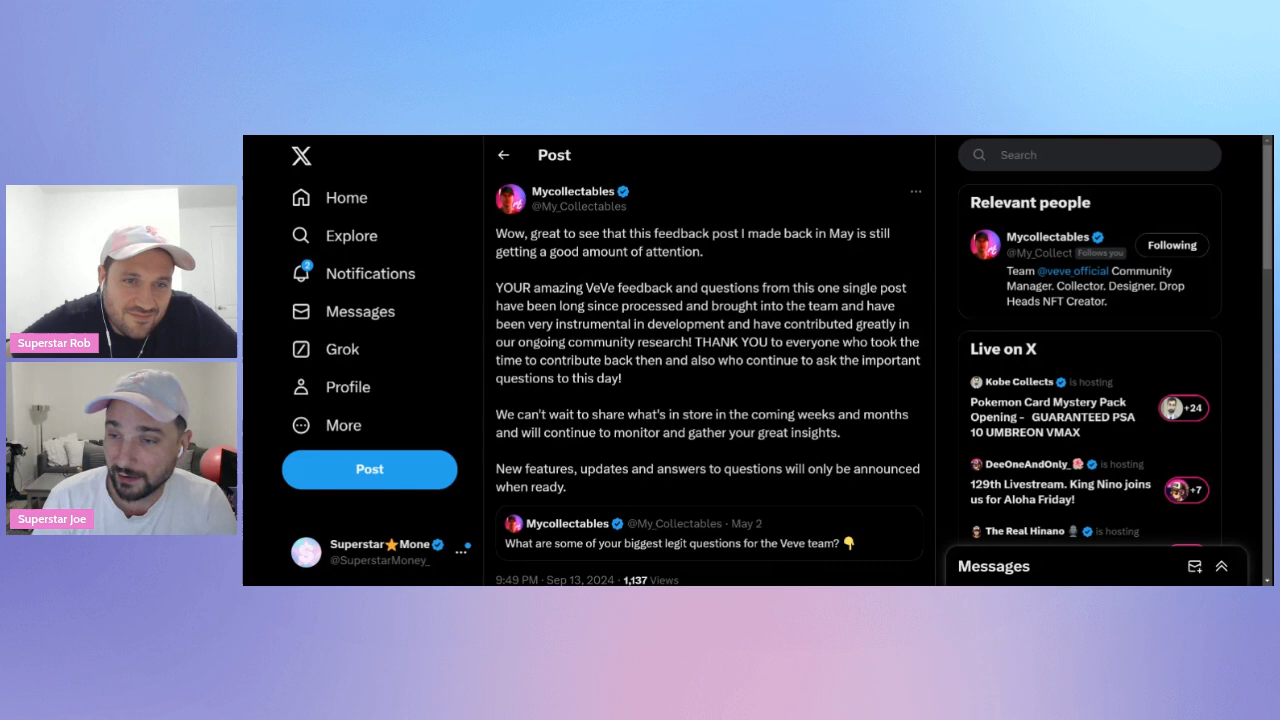 Superstar Rob
Superstar Joe
Home
Explore
2
Notifications
Messages
Grok
Profile
More
Post
Superstar⭐Mone
@SuperstarMoney_
Post
Mycollectables
@My_Collectables
Wow, great to see that this feedback post I made back in May is still
getting a good amount of attention.
YOUR amazing VeVe feedback and questions from this one single post
have been long since processed and brought into the team and have
been very instrumental in development and have contributed greatly in
our ongoing community research! THANK YOU to everyone who took the
time to contribute back then and also who continue to ask the important
questions to this day!
We can't wait to share what's in store in the coming weeks and months
and will continue to monitor and gather your great insights.
New features, updates and answers to questions will only be announced
when ready.
Mycollectables @My_Collectables · May 2
What are some of your biggest legit questions for the Veve team? 👇
9:49 PM · Sep 13, 2024 · 1,137 Views
Search
Relevant people
Mycollectables
@My_Collect Follows you
Following
Team @veve_official Community
Manager. Collector. Designer. Drop
Heads NFT Creator.
Live on X
Kobe Collects is hosting
Pokemon Card Mystery Pack
Opening - GUARANTEED PSA
10 UMBREON VMAX
+24
DeeOneAndOnly_ is hosting
129th Livestream. King Nino joins
us for Aloha Friday!
+7
The Real Hinano is hosting
Messages